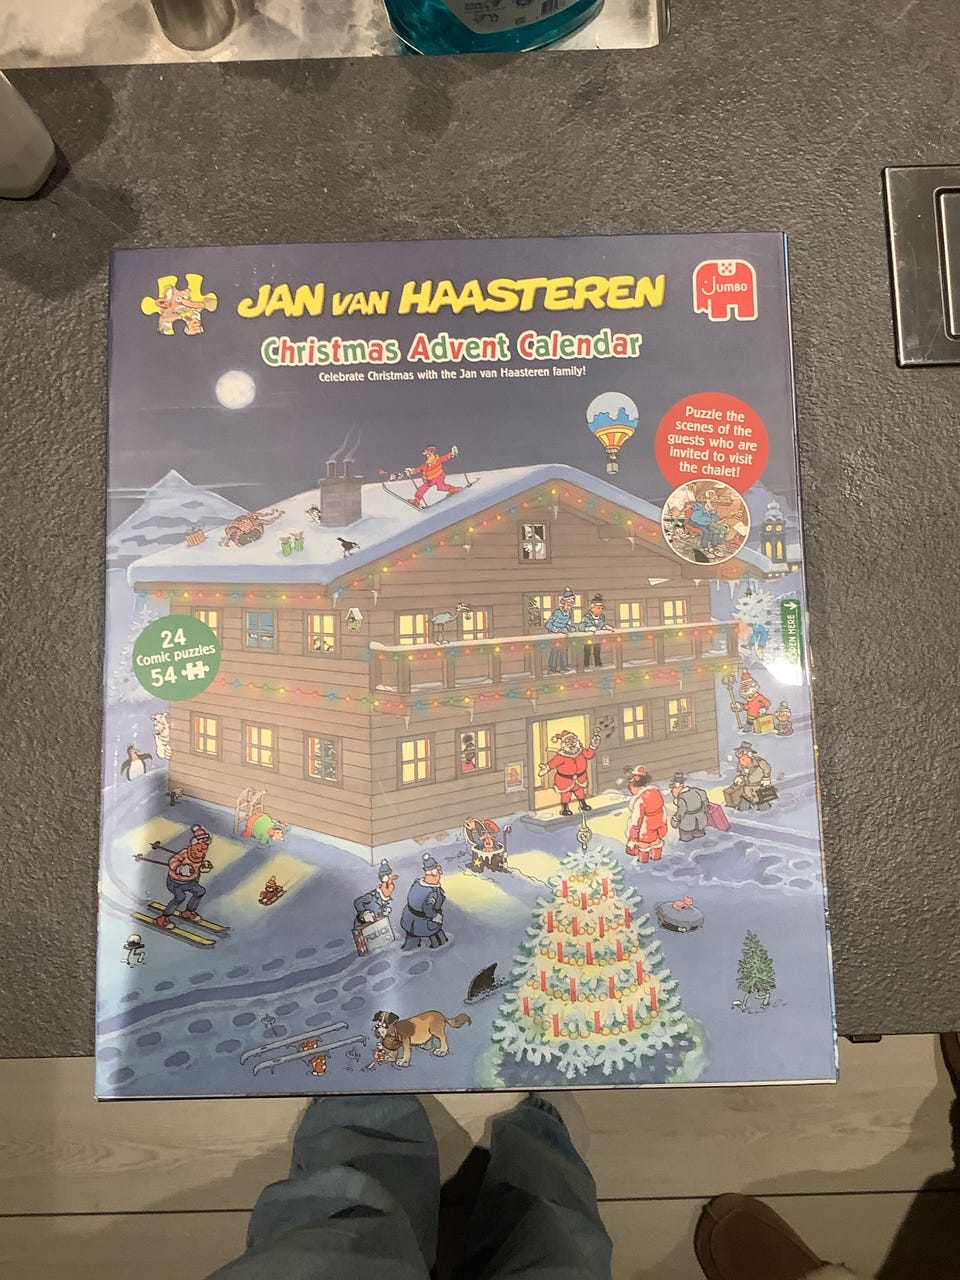 JAN VAN HAASTEREN
JUMBO
Christmas Advent Calendar
Celebrate Christmas with the Jan van Haasteren family!
Puzzle the
scenes of the
guests who are
invited to visit
the chalet!
24
Comic puzzles
54
OPEN HERE
POLICE